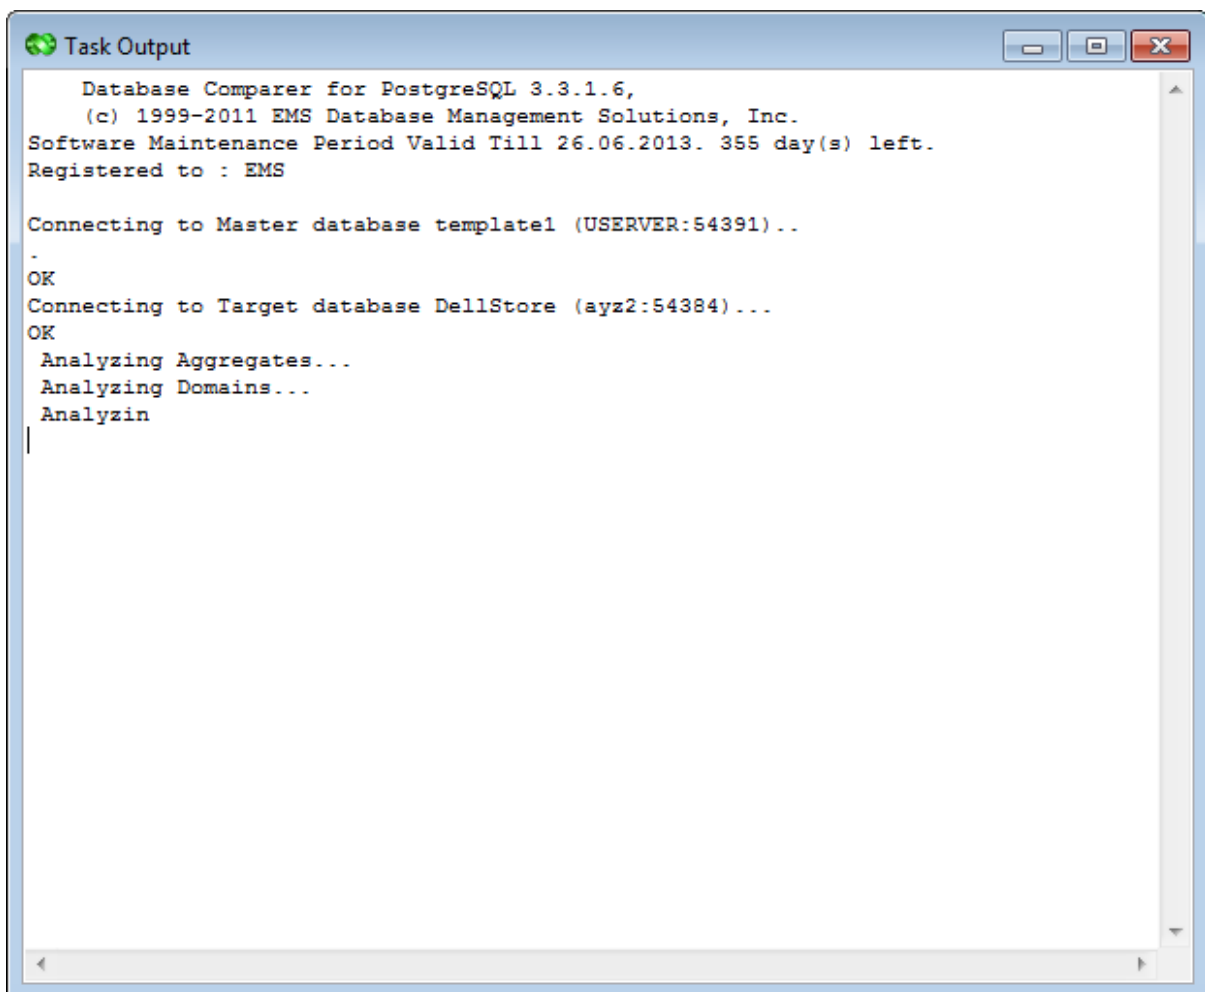 Task Output
Database Comparer for PostgreSQL 3.3.1.6,
(c) 1999-2011 EMS Database Management Solutions, Inc.
Software Maintenance Period Valid Till 26.06.2013. 355 day(s) left.
Registered to : EMS
Connecting to Master database template1 (USERVER:54391)..
.
OK
Connecting to Target database DellStore (ayz2:54384)...
OK
Analyzing Aggregates...
Analyzing Domains...
Analyzin